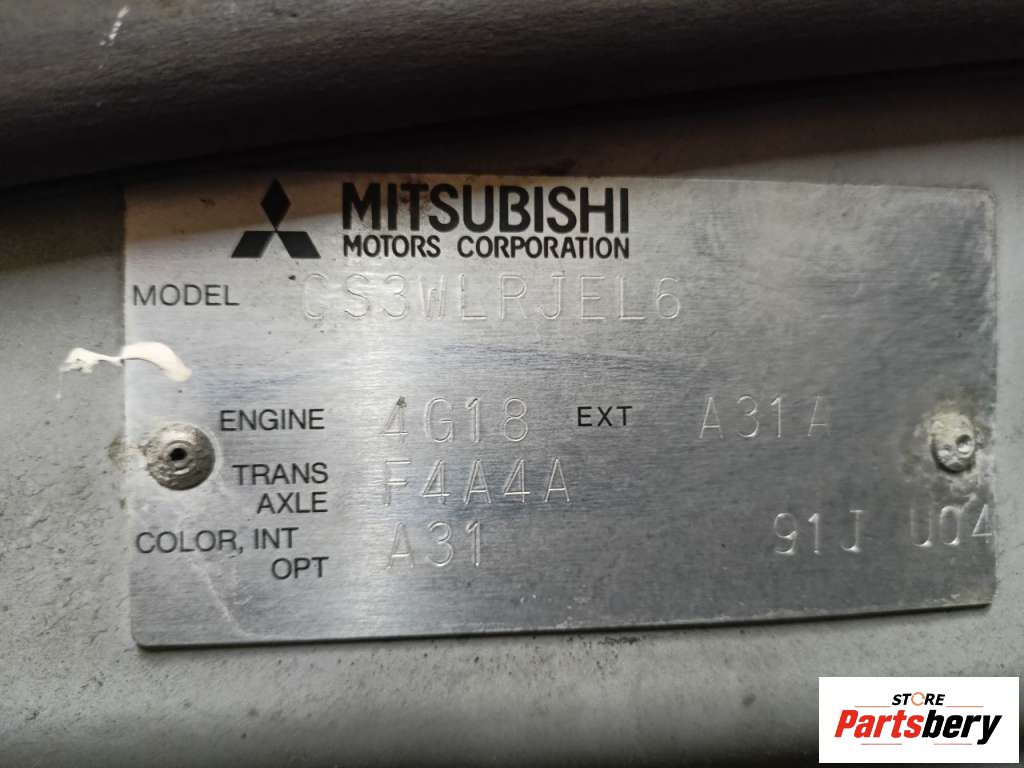 MITSUBISHI
MOTORS CORPORATION
MODEL CS3WLRJEL6
ENGINE 4G18 EXT A31A
TRANS AXLE F4A4A
COLOR, INT OPT A31 91J U04
STORE
Partsbery